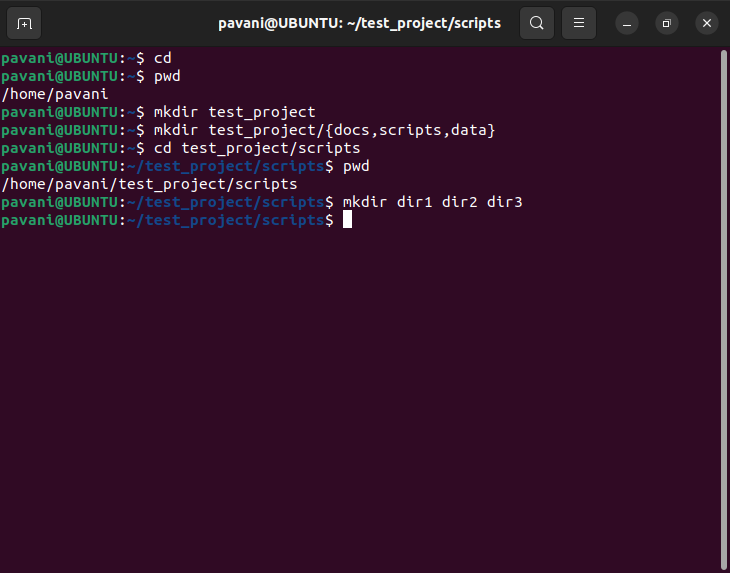 pavani@UBUNTU: ~/test_project/scripts
pavani@UBUNTU:~$ cd
pavani@UBUNTU:~$ pwd
/home/pavani
pavani@UBUNTU:~$ mkdir test_project
pavani@UBUNTU:~$ mkdir test_project/{docs,scripts,data}
pavani@UBUNTU:~$ cd test_project/scripts
pavani@UBUNTU:~/test_project/scripts$ pwd
/home/pavani/test_project/scripts
pavani@UBUNTU:~/test_project/scripts$ mkdir dir1 dir2 dir3
pavani@UBUNTU:~/test_project/scripts$